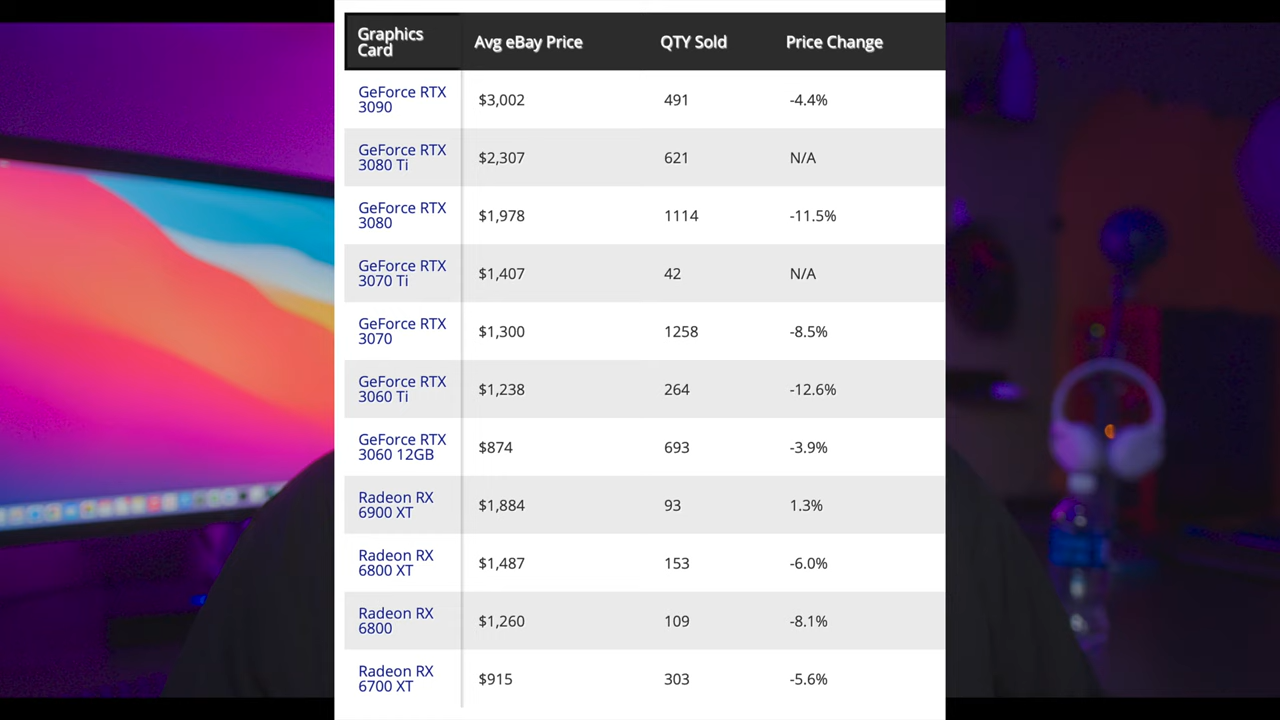 Graphics
Card
Avg eBay Price
QTY Sold
Price Change
GeForce RTX
3090
$3,002
491
-4.4%
GeForce RTX
3080 Ti
$2,307
621
N/A
GeForce RTX
3080
$1,978
1114
-11.5%
GeForce RTX
3070 Ti
$1,407
42
N/A
GeForce RTX
3070
$1,300
1258
-8.5%
GeForce RTX
3060 Ti
$1,238
264
-12.6%
GeForce RTX
3060 12GB
$874
693
-3.9%
Radeon RX
6900 XT
$1,884
93
1.3%
Radeon RX
6800 XT
$1,487
153
-6.0%
Radeon RX
6800
$1,260
109
-8.1%
Radeon RX
6700 XT
$915
303
-5.6%